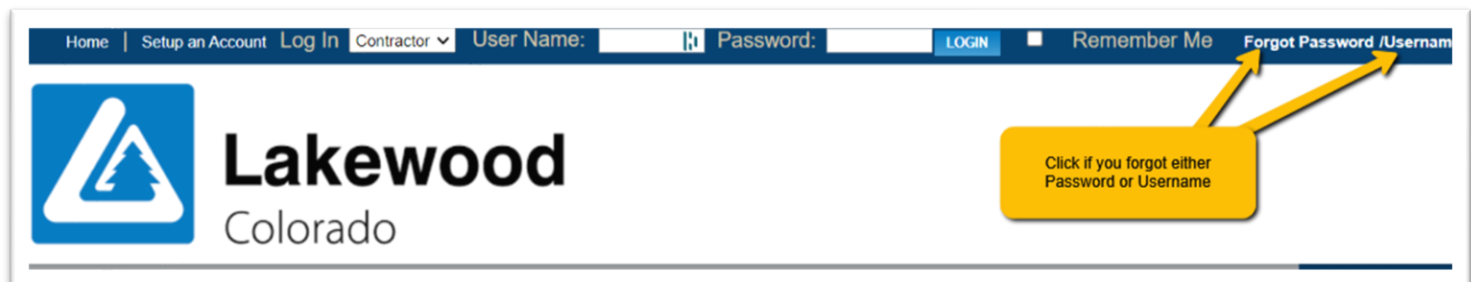 Home | Setup an Account Log In Contractor User Name: Password: LOGIN Remember Me Forgot Password /Usernam
Lakewood
Colorado
Click if you forgot either
Password or Username